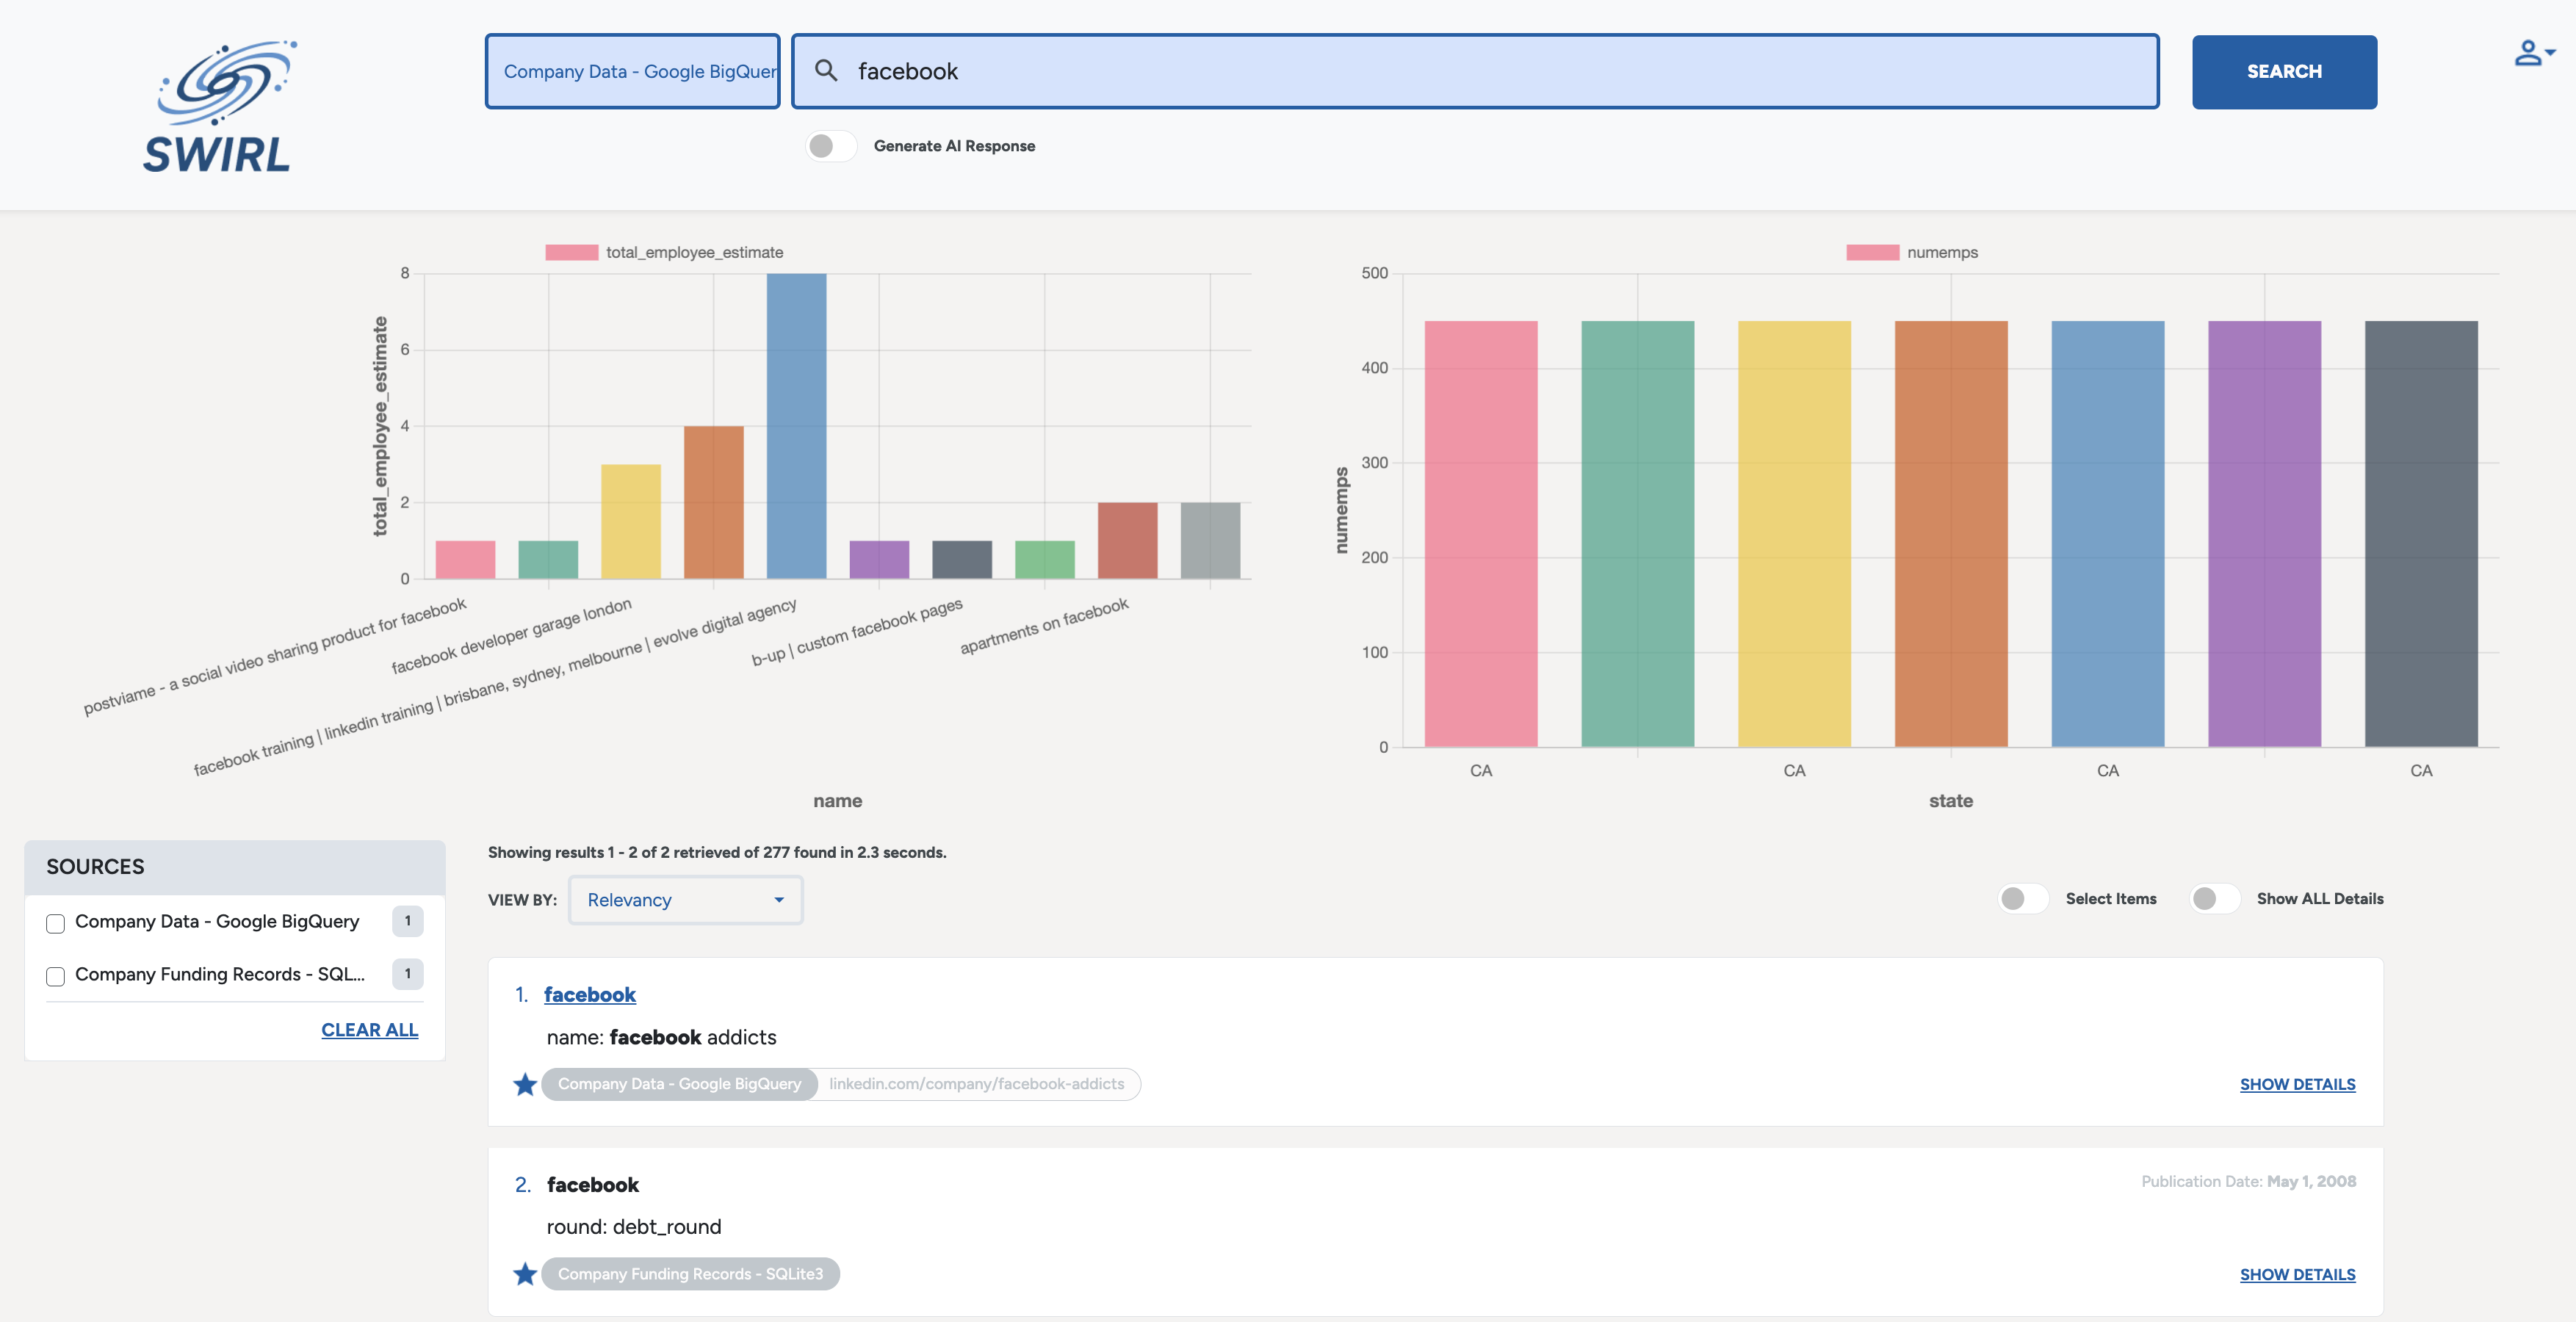 SWIRL
Company Data - Google BigQuer
facebook
SEARCH
Generate AI Response
total_employee_estimate
8
6
4
2
0
total_employee_estimate
postviame - a social video sharing product for facebook
facebook developer garage london
facebook training | linkedin training | brisbane, sydney, melbourne | evolve digital agency
b-up | custom facebook pages
apartments on facebook
name
numemps
500
400
300
200
100
0
numemps
CA
CA
CA
CA
state
SOURCES
Company Data - Google BigQuery 1
Company Funding Records - SQL... 1
CLEAR ALL
Showing results 1 - 2 of 2 retrieved of 277 found in 2.3 seconds.
VIEW BY: Relevancy
Select Items
Show ALL Details
1. facebook
name: facebook addicts
Company Data - Google BigQuery linkedin.com/company/facebook-addicts
SHOW DETAILS
2. facebook
Publication Date: May 1, 2008
round: debt_round
Company Funding Records - SQLite3
SHOW DETAILS